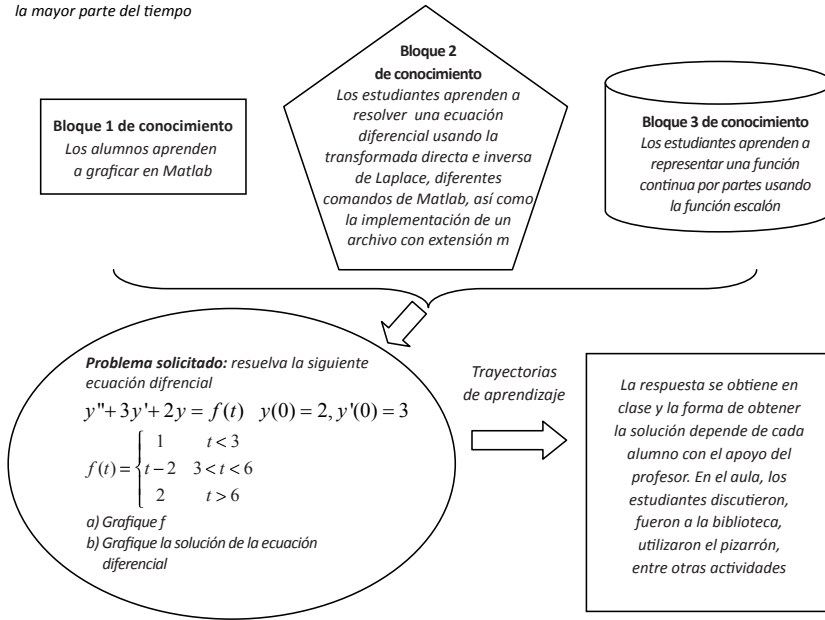 la mayor parte del tiempo
Bloque 1 de conocimiento
Los alumnos aprenden
a graficar en Matlab
Bloque 2
de conocimiento
Los estudiantes aprenden a
resolver una ecuación
diferencial usando la
transformada directa e inversa
de Laplace, diferentes
comandos de Matlab, así como
la implementación de un
archivo con extensión m
Bloque 3 de conocimiento
Los estudiantes aprenden a
representar una función
continua por partes usando
la función escalón
Problema solicitado: resuelva la siguiente
ecuación difrencial
y"+3y'+2y = f(t) y(0) = 2, y'(0) = 3
f(t) = { 1 t < 3
t − 2 3 < t < 6
2 t > 6
a) Grafique f
b) Grafique la solución de la ecuación
diferencial
Trayectorias
de aprendizaje
La respuesta se obtiene en
clase y la forma de obtener
la solución depende de cada
alumno con el apoyo del
profesor. En el aula, los
estudiantes discutieron,
fueron a la biblioteca,
utilizaron el pizarrón,
entre otras actividades